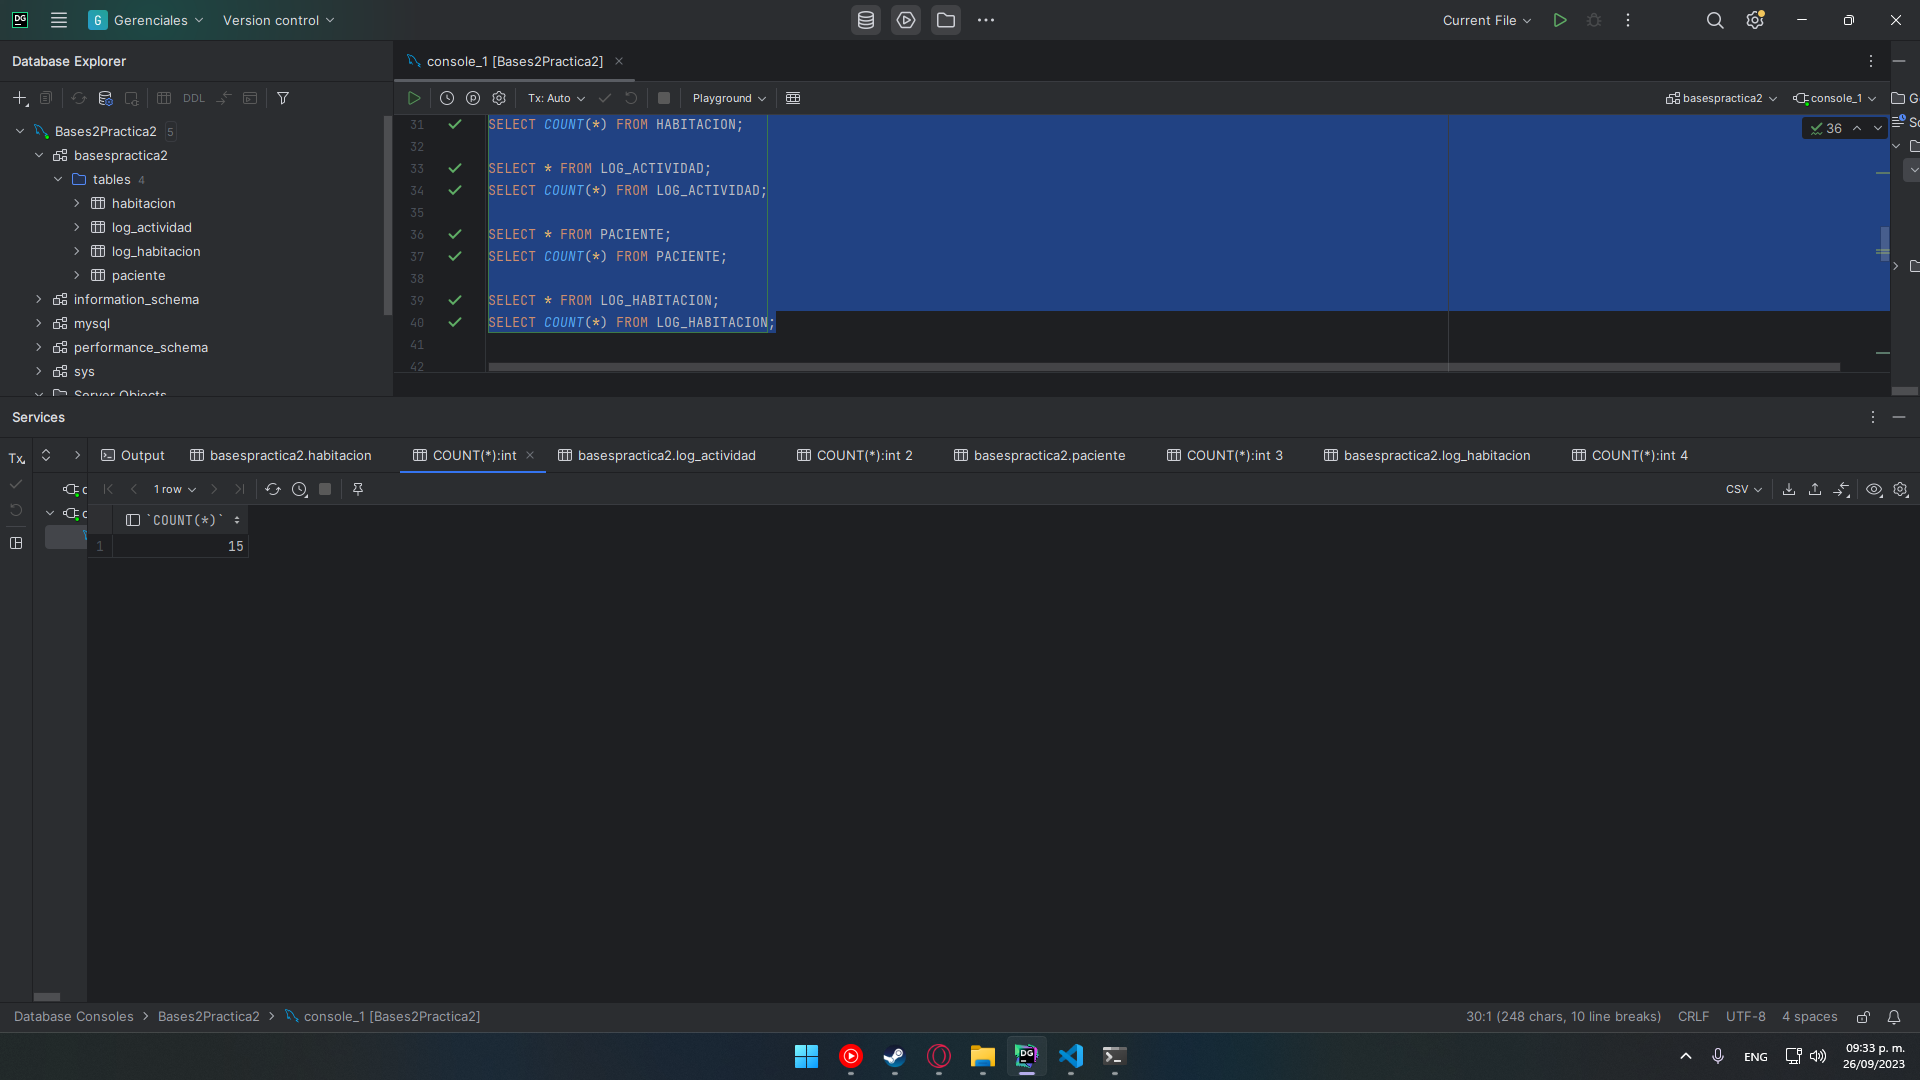 DG
G Gerenciales
Version control
Current File
Database Explorer
console_1 [Bases2Practica2]
DDL
Tx: Auto
Playground
basespractica2
console_1
G
Bases2Practica2 5
basespractica2
tables 4
habitacion
log_actividad
log_habitacion
paciente
information_schema
mysql
performance_schema
sys
Server Objects
36
Sc
31 SELECT COUNT(*) FROM HABITACION;
32
33 SELECT * FROM LOG_ACTIVIDAD;
34 SELECT COUNT(*) FROM LOG_ACTIVIDAD;
35
36 SELECT * FROM PACIENTE;
37 SELECT COUNT(*) FROM PACIENTE;
38
39 SELECT * FROM LOG_HABITACION;
40 SELECT COUNT(*) FROM LOG_HABITACION;
41
42
Services
Tx
Output
basespractica2.habitacion
COUNT(*):int
basespractica2.log_actividad
COUNT(*):int 2
basespractica2.paciente
COUNT(*):int 3
basespractica2.log_habitacion
COUNT(*):int 4
1 row
CSV
`COUNT(*)`
1 15
Database Consoles > Bases2Practica2 > console_1 [Bases2Practica2]
30:1 (248 chars, 10 line breaks)
CRLF
UTF-8
4 spaces
DG
ENG
09:33 p. m.
26/09/2023